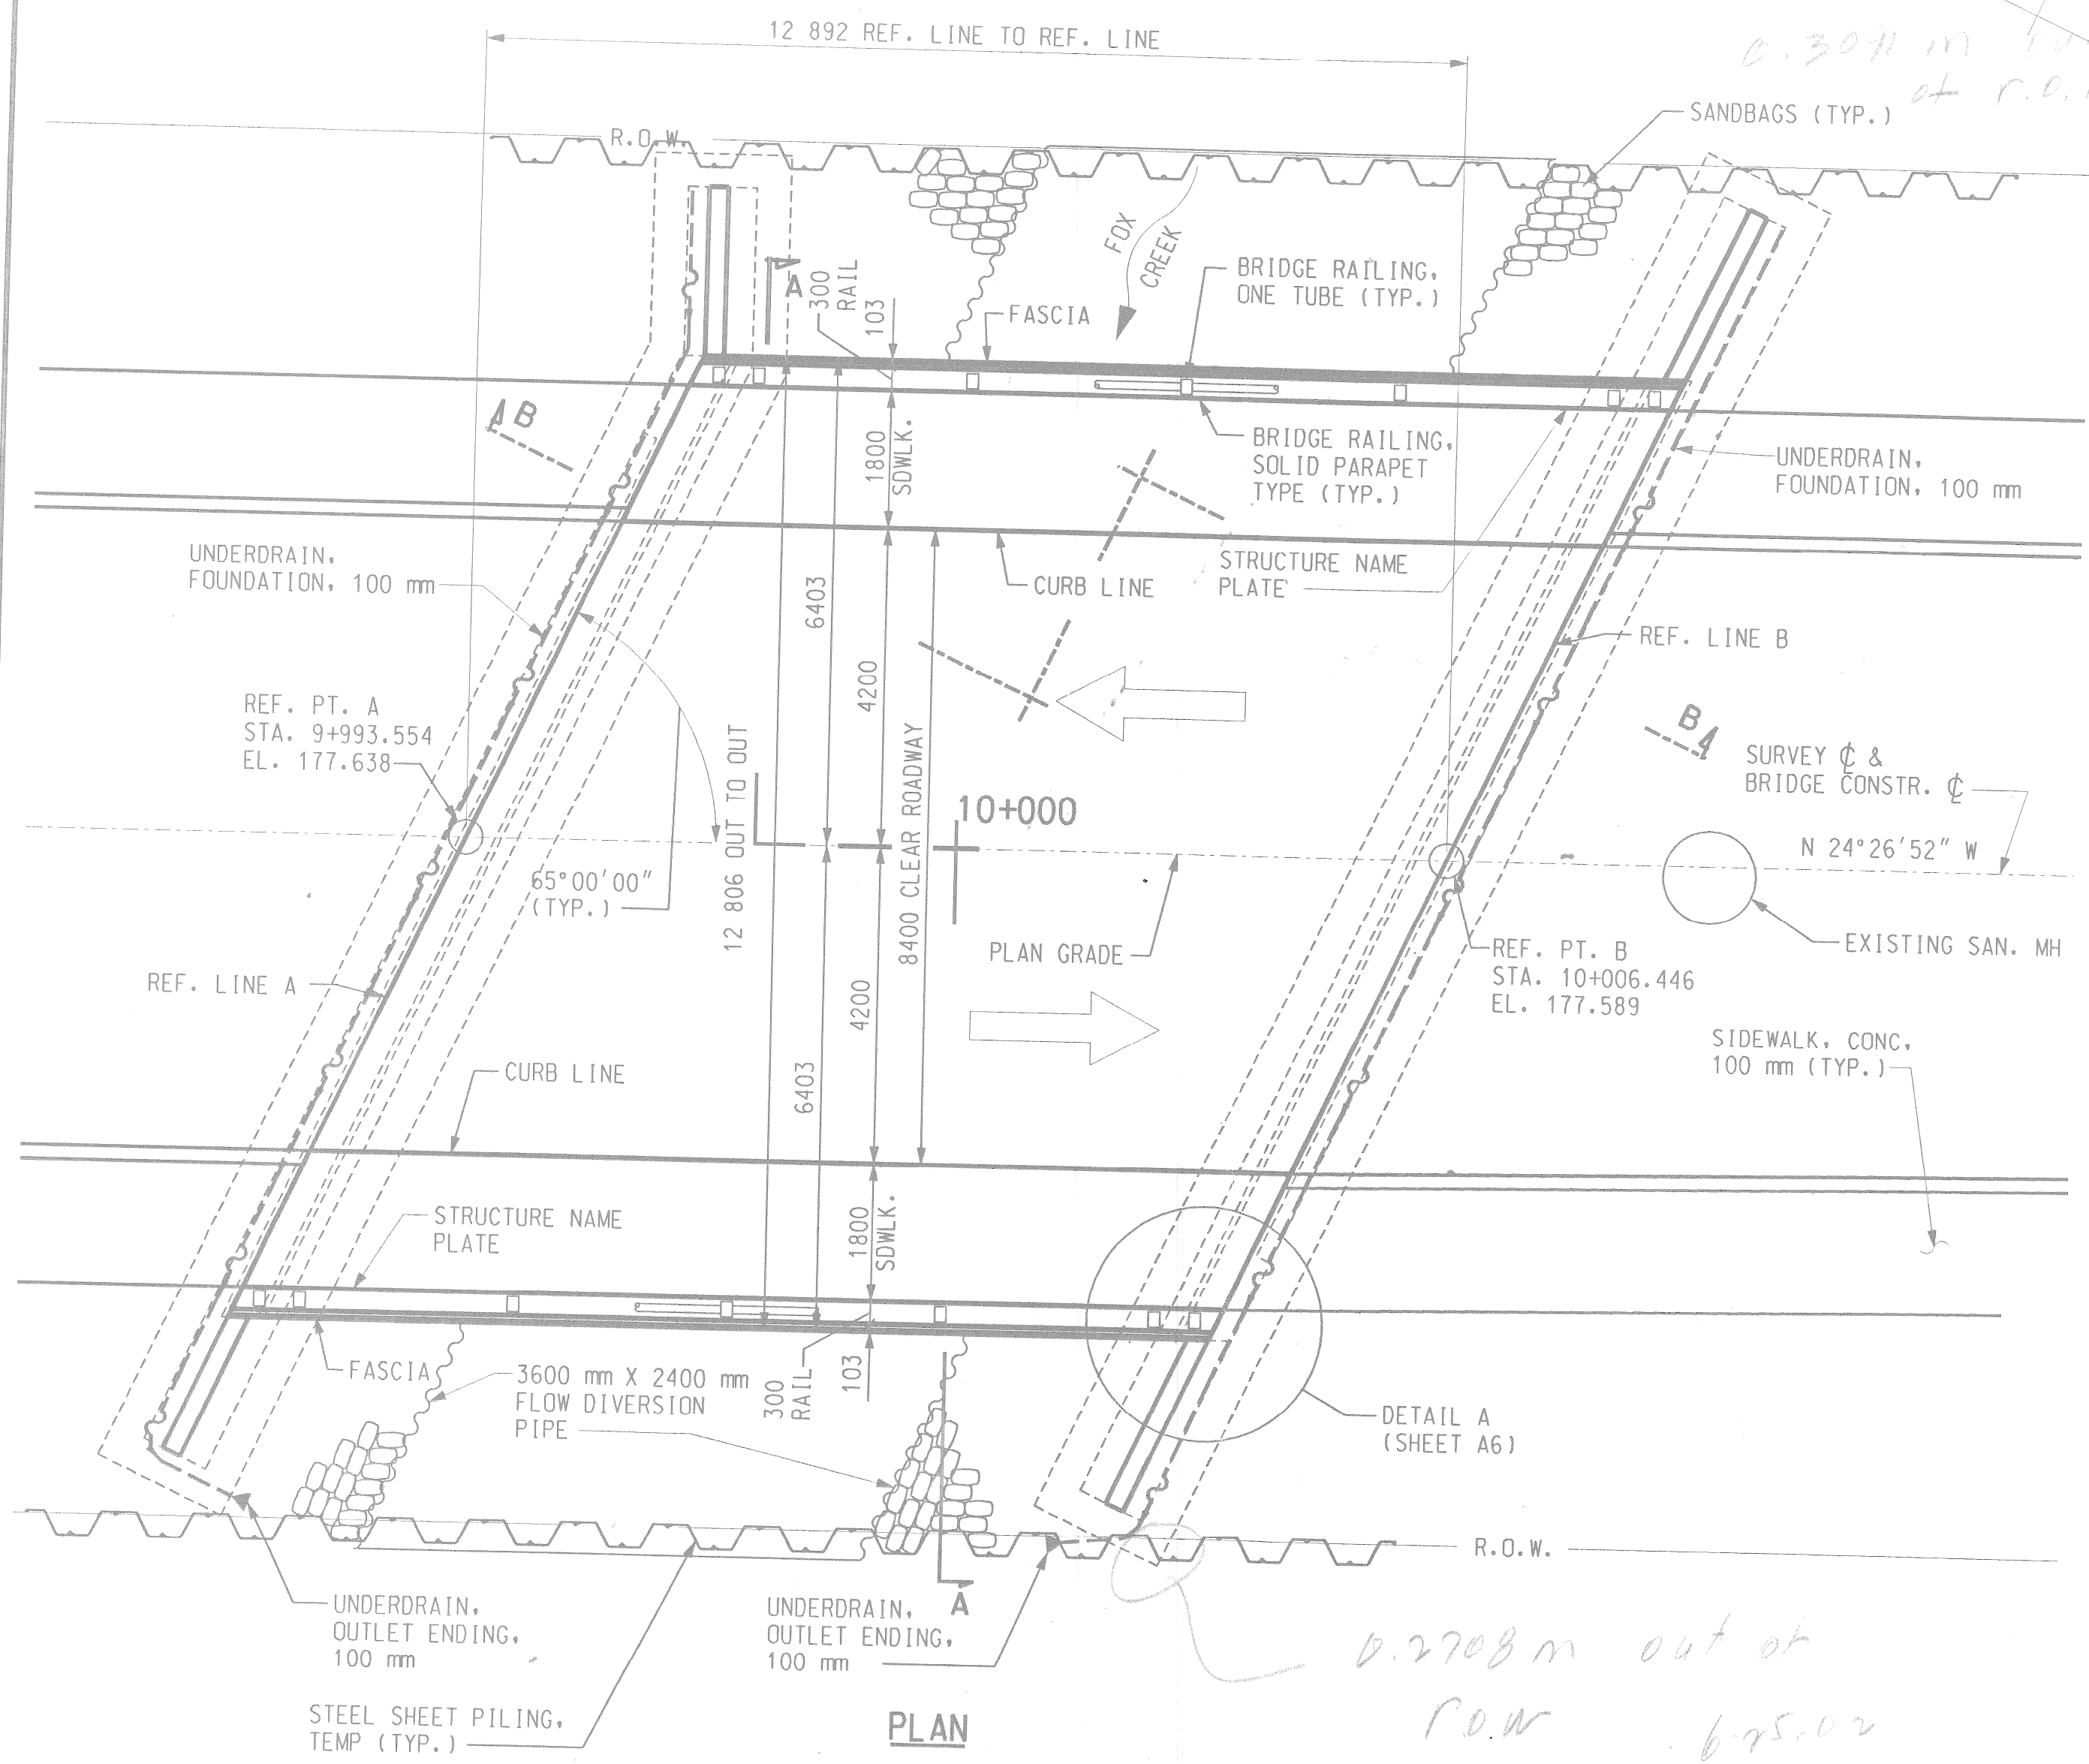 12 892 REF. LINE TO REF. LINE
0.3091 m
at r.o.
SANDBAGS (TYP.)
R.O.W.
FOX
CREEK
A
300
RAIL
103
BRIDGE RAILING,
ONE TUBE (TYP.)
FASCIA
B
1800
SDWLK.
BRIDGE RAILING,
SOLID PARAPET
TYPE (TYP.)
UNDERDRAIN,
FOUNDATION, 100 mm
UNDERDRAIN,
FOUNDATION, 100 mm
CURB LINE
STRUCTURE NAME
PLATE
6403
4200
REF. LINE B
REF. PT. A
STA. 9+993.554
EL. 177.638
B
SURVEY ℄ &
BRIDGE CONSTR. ℄
10+000
N 24°26'52" W
65°00'00"
(TYP.)
12 806 OUT TO OUT
8400 CLEAR ROADWAY
PLAN GRADE
REF. PT. B
STA. 10+006.446
EL. 177.589
EXISTING SAN. MH
REF. LINE A
4200
6403
SIDEWALK, CONC,
100 mm (TYP.)
CURB LINE
STRUCTURE NAME
PLATE
1800
SDWLK.
FASCIA
3600 mm X 2400 mm
FLOW DIVERSION
PIPE
300
RAIL
103
DETAIL A
(SHEET A6)
R.O.W.
UNDERDRAIN,
OUTLET ENDING,
100 mm
UNDERDRAIN,
OUTLET ENDING,
100 mm
A
0.2708 m out at
r.o.w
6-25-02
STEEL SHEET PILING,
TEMP (TYP.)
PLAN